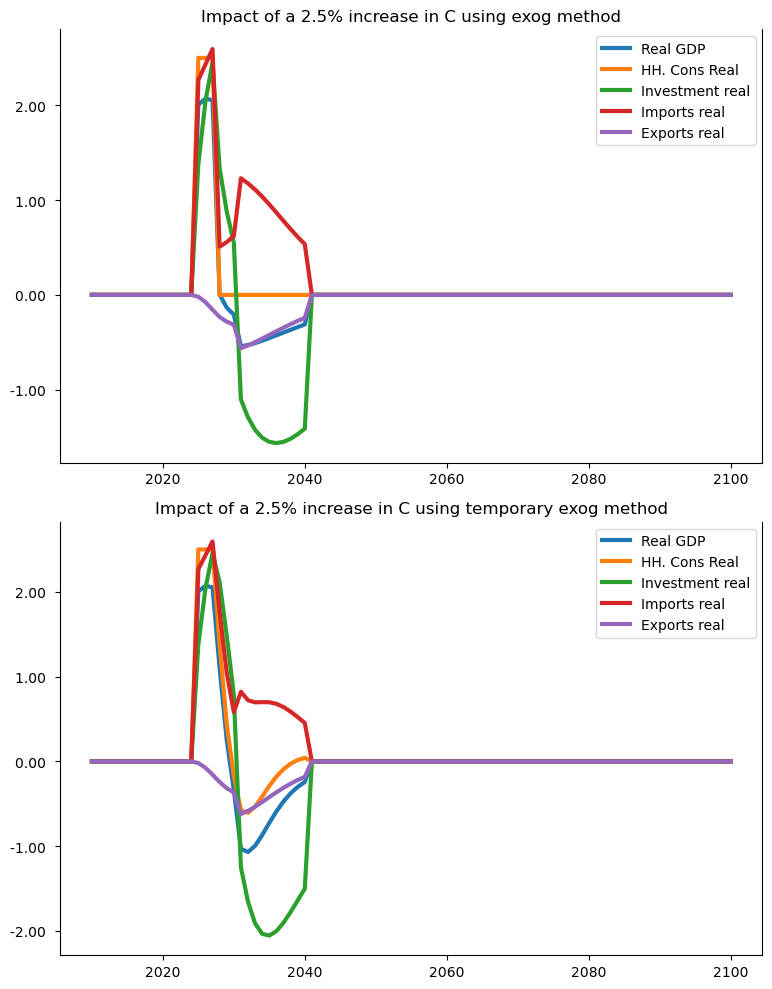 Impact of a 2.5% increase in C using exog method
Real GDP
HH. Cons Real
Investment real
Imports real
Exports real
2.00
1.00
0.00
-1.00
2020 2040 2060 2080 2100
Impact of a 2.5% increase in C using temporary exog method
Real GDP
HH. Cons Real
Investment real
Imports real
Exports real
2.00
1.00
0.00
-1.00
-2.00
2020 2040 2060 2080 2100